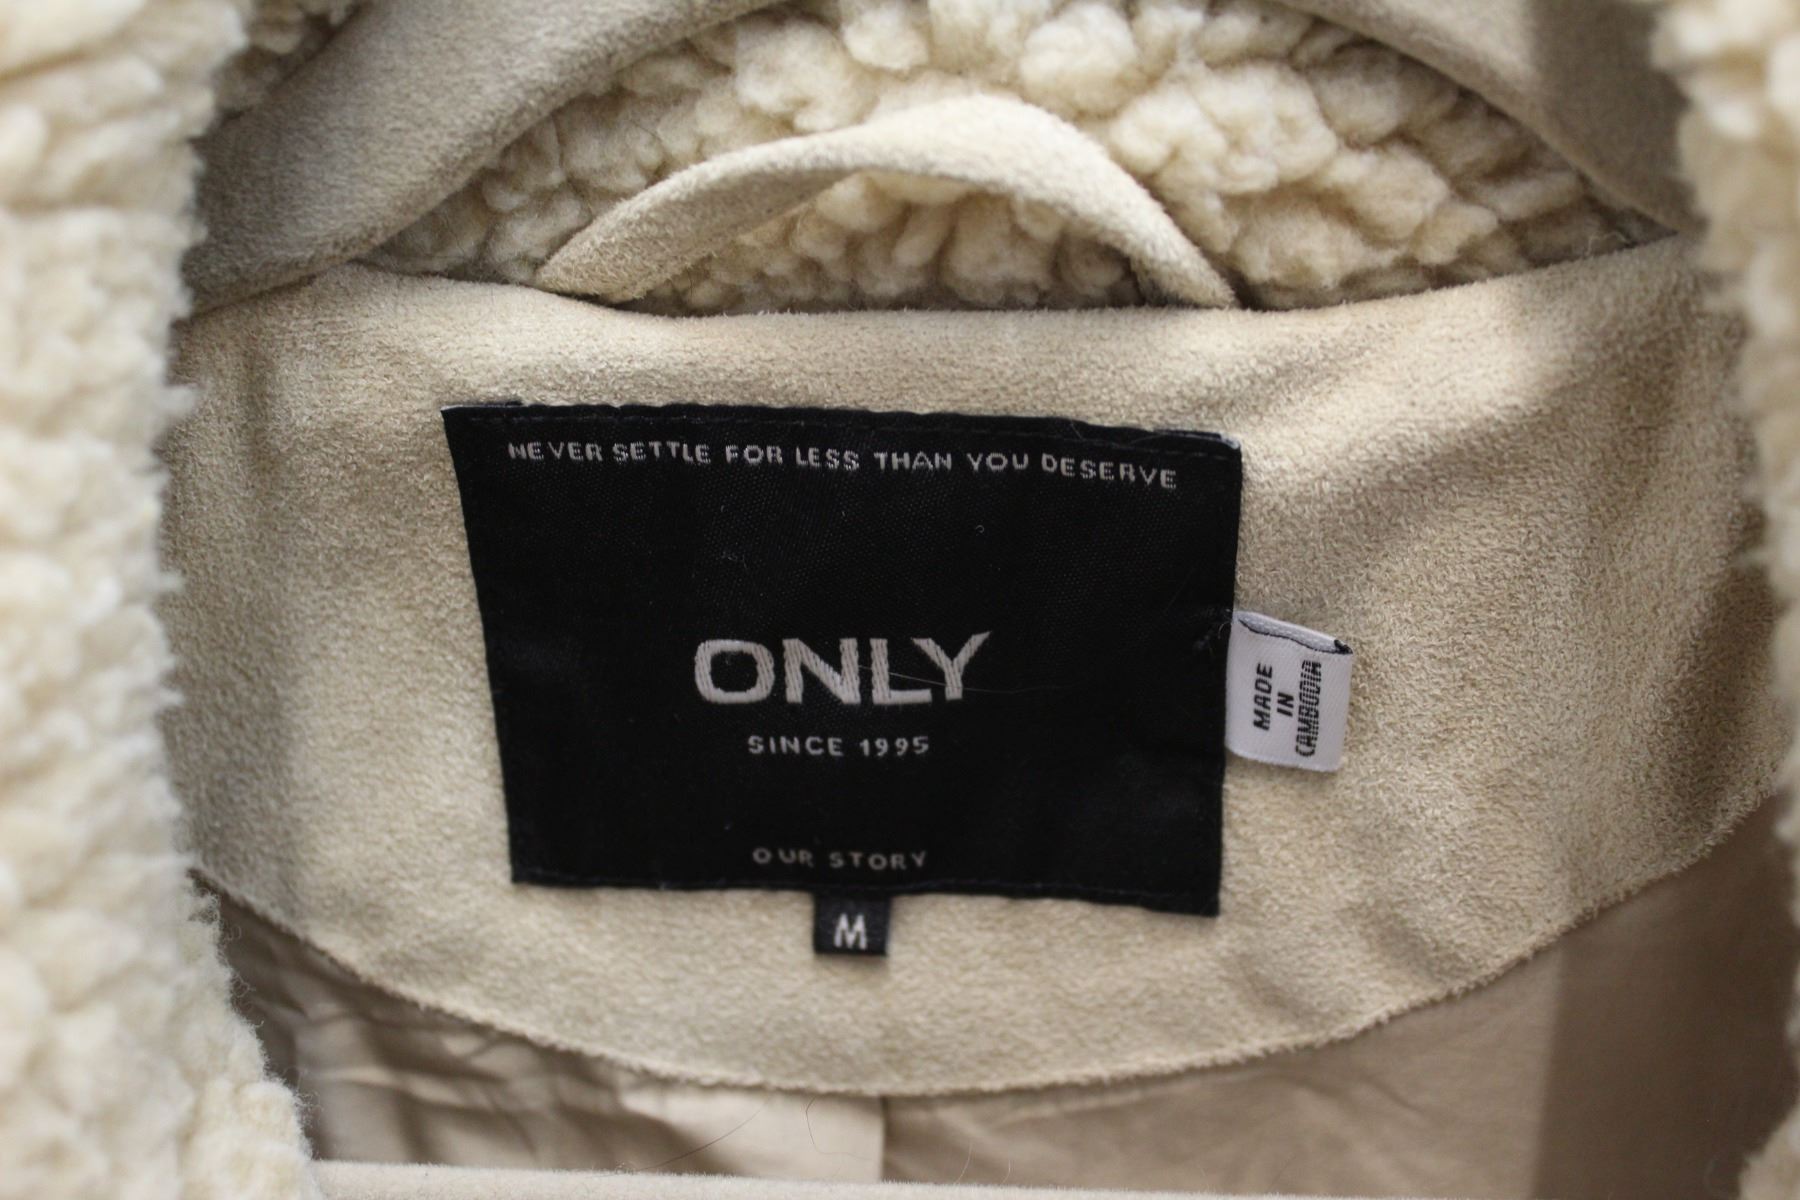 NEVER SETTLE FOR LESS THAN YOU DESERVE
ONLY
SINCE 1995
OUR STORY
M
MADE
IN
CAMBODIA